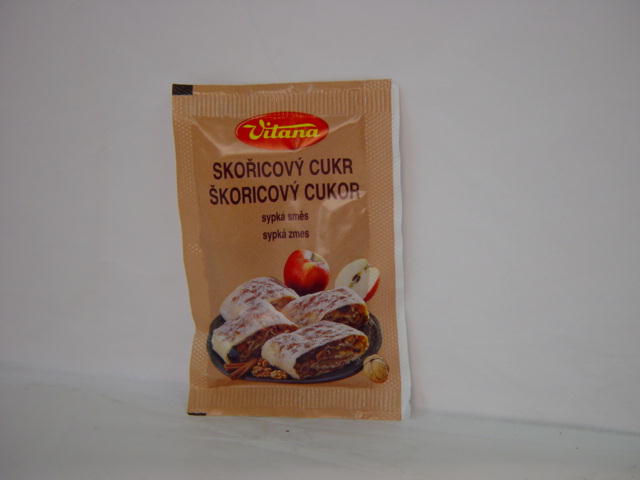 Vitana
SKOŘICOVÝ CUKR
ŠKORICOVÝ CUKOR
sypká směs
sypká zmes